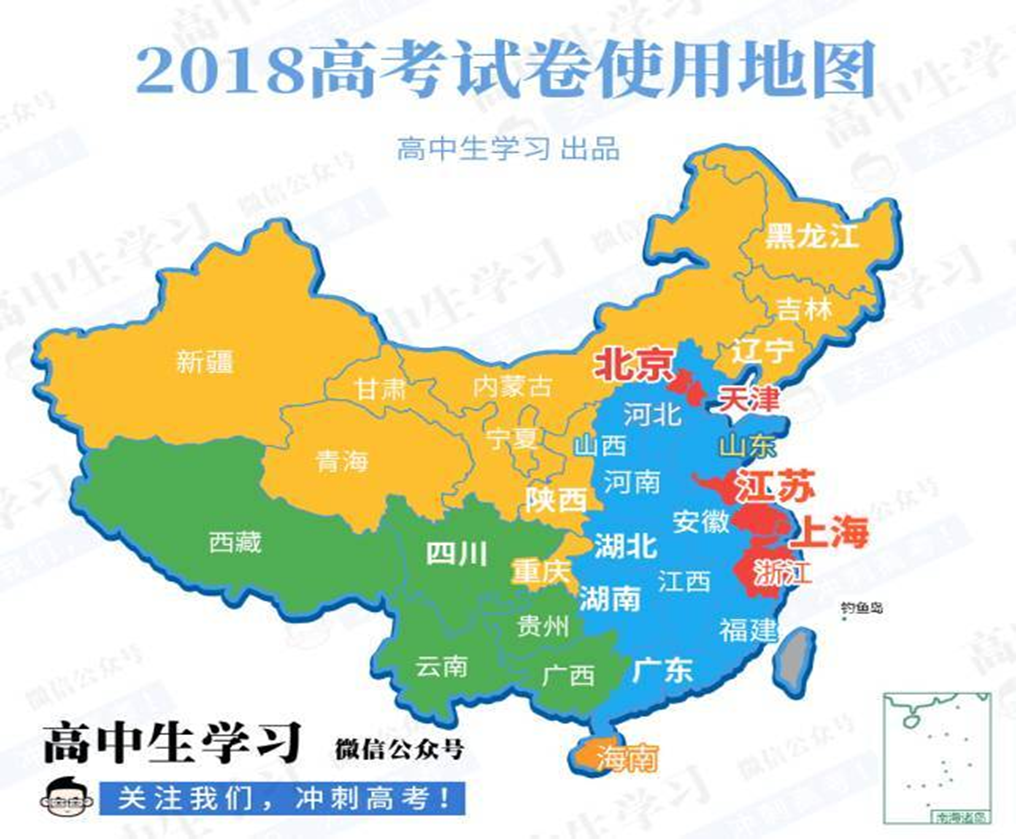 2018高考试卷使用地图
高中生学习 出品
黑龙江
吉林
辽宁
新疆
甘肃
内蒙古
北京
天津
河北
宁夏
山西
山东
青海
河南
陕西
江苏
安徽
上海
西藏
四川
湖北
重庆
江西
浙江
湖南
钓鱼岛
贵州
福建
云南
广西
广东
海南
南海诸岛
高中生学习 微信公众号
关注我们，冲刺高考！